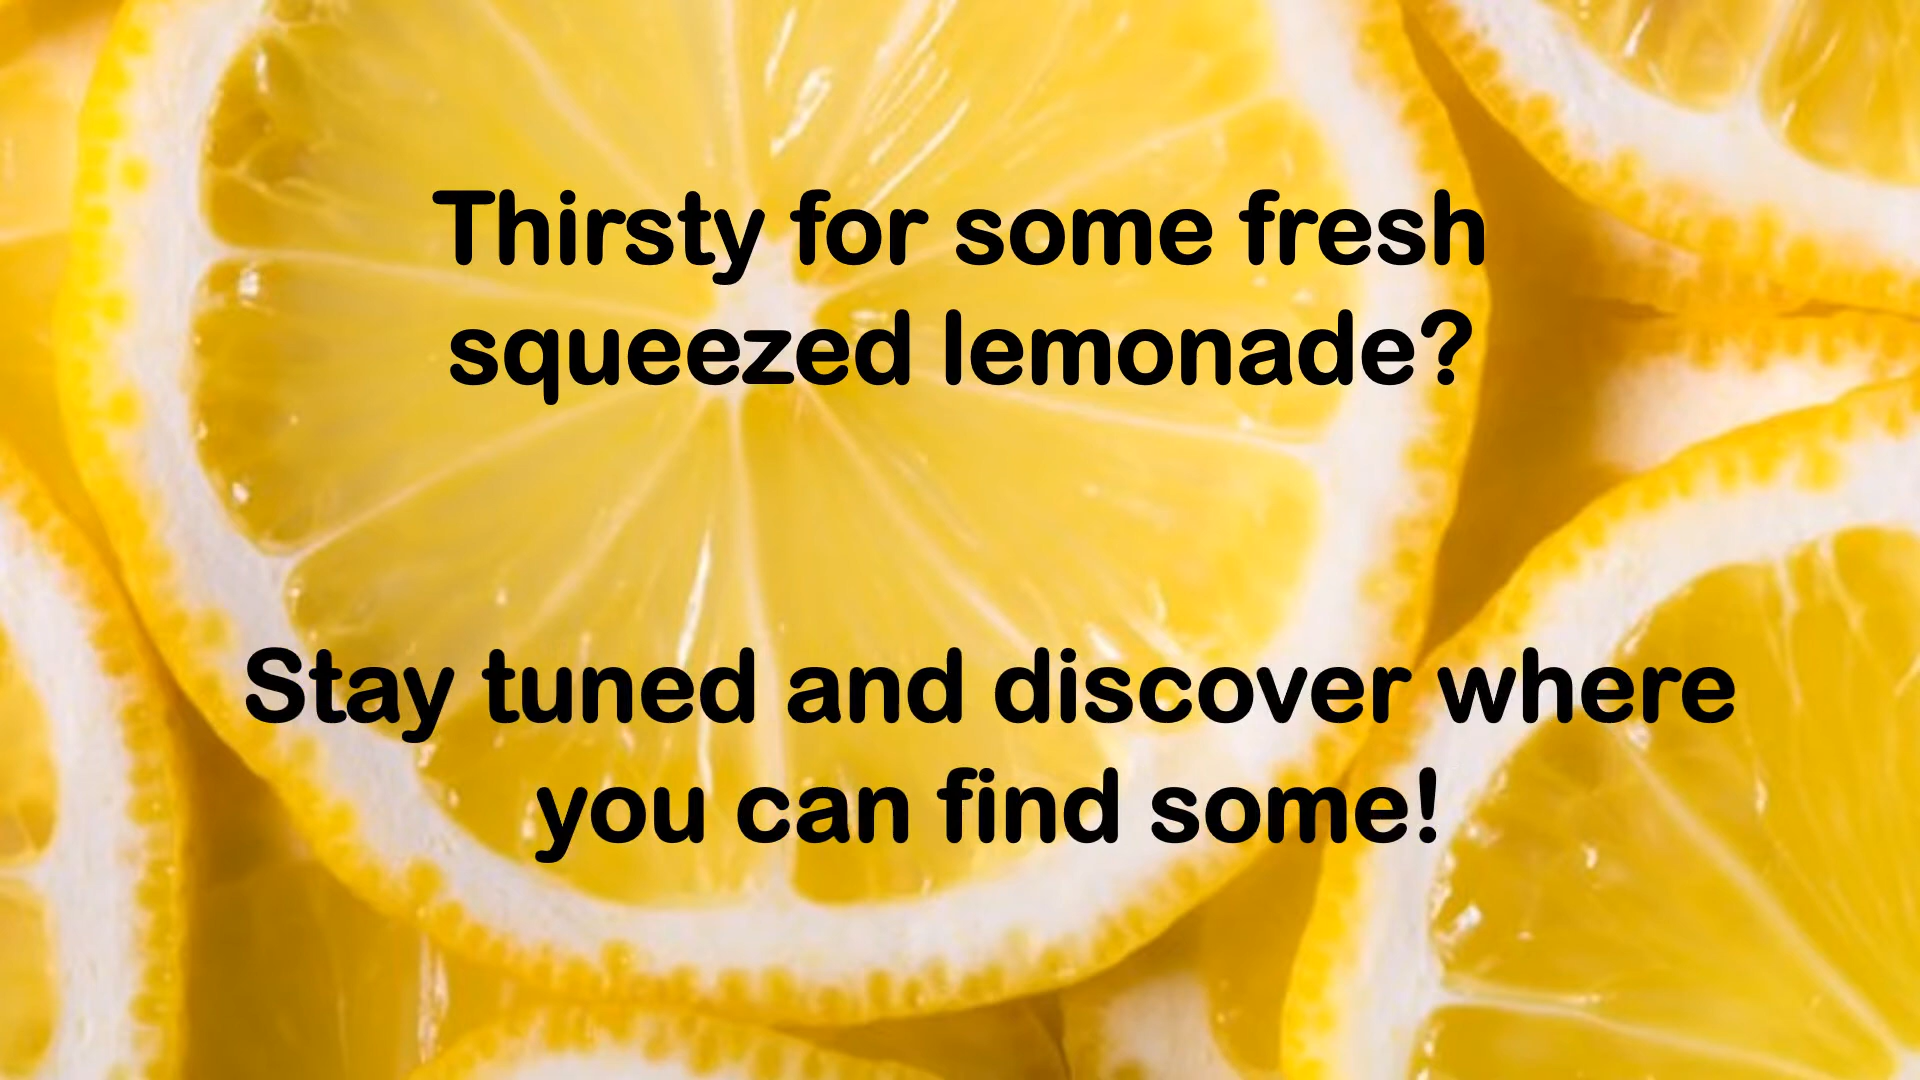 Thirsty for some fresh
squeezed lemonade?
Stay tuned and discover where
you can find some!